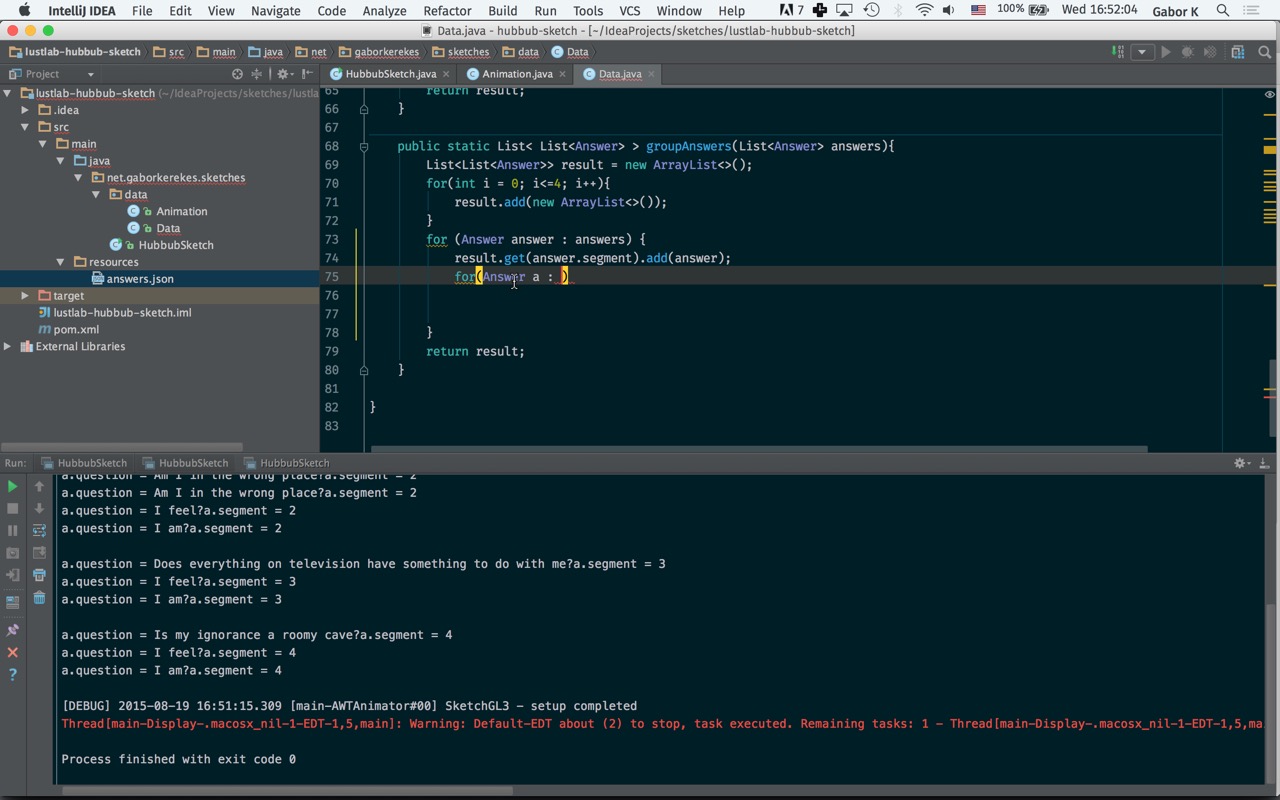 IntelliJ IDEA File Edit View Navigate Code Analyze Refactor Build Run Tools VCS Window Help 7 100% Wed 16:52:04 Gabor K
Data.java - hubbub-sketch - [~/IdeaProjects/sketches/lustlab-hubbub-sketch]
lustlab-hubbub-sketch src main java net gaborkerekes sketches data Data
Project HubbubSketch.java Animation.java Data.java
lustlab-hubbub-sketch (~/IdeaProjects/sketches/lustla
.idea
src
main
java
net.gaborkerekes.sketches
data
Animation
Data
HubbubSketch
resources
answers.json
target
lustlab-hubbub-sketch.iml
pom.xml
External Libraries
65 return result;
66 }
67
68 public static List< List<Answer> > groupAnswers(List<Answer> answers){
69 List<List<Answer>> result = new ArrayList<>();
70 for(int i = 0; i<=4; i++){
71 result.add(new ArrayList<>());
72 }
73 for (Answer answer : answers) {
74 result.get(answer.segment).add(answer);
75 for(Answer a : )
76
77
78 }
79 return result;
80 }
81
82 }
83
Run: HubbubSketch HubbubSketch HubbubSketch
a.question = Am I in the wrong place?a.segment = 2
a.question = Am I in the wrong place?a.segment = 2
a.question = I feel?a.segment = 2
a.question = I am?a.segment = 2
a.question = Does everything on television have something to do with me?a.segment = 3
a.question = I feel?a.segment = 3
a.question = I am?a.segment = 3
a.question = Is my ignorance a roomy cave?a.segment = 4
a.question = I feel?a.segment = 4
a.question = I am?a.segment = 4
[DEBUG] 2015-08-19 16:51:15.309 [main-AWTAnimator#00] SketchGL3 - setup completed
Thread[main-Display-.macosx_nil-1-EDT-1,5,main]: Warning: Default-EDT about (2) to stop, task executed. Remaining tasks: 1 - Thread[main-Display-.macosx_nil-1-EDT-1,5,ma
Process finished with exit code 0